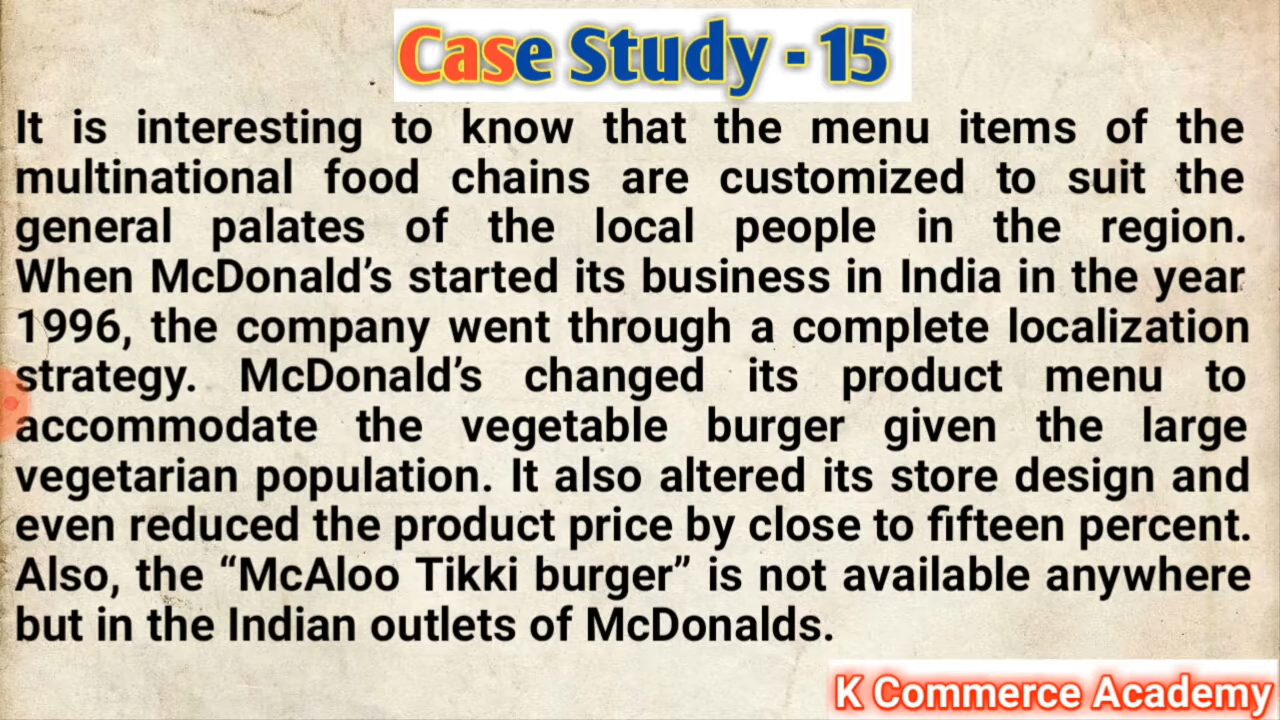 Case Study - 15
It is interesting to know that the menu items of the
multinational food chains are customized to suit the
general palates of the local people in the region.
When McDonald’s started its business in India in the year
1996, the company went through a complete localization
strategy. McDonald’s changed its product menu to
accommodate the vegetable burger given the large
vegetarian population. It also altered its store design and
even reduced the product price by close to fifteen percent.
Also, the “McAloo Tikki burger” is not available anywhere
but in the Indian outlets of McDonalds.
K Commerce Academy